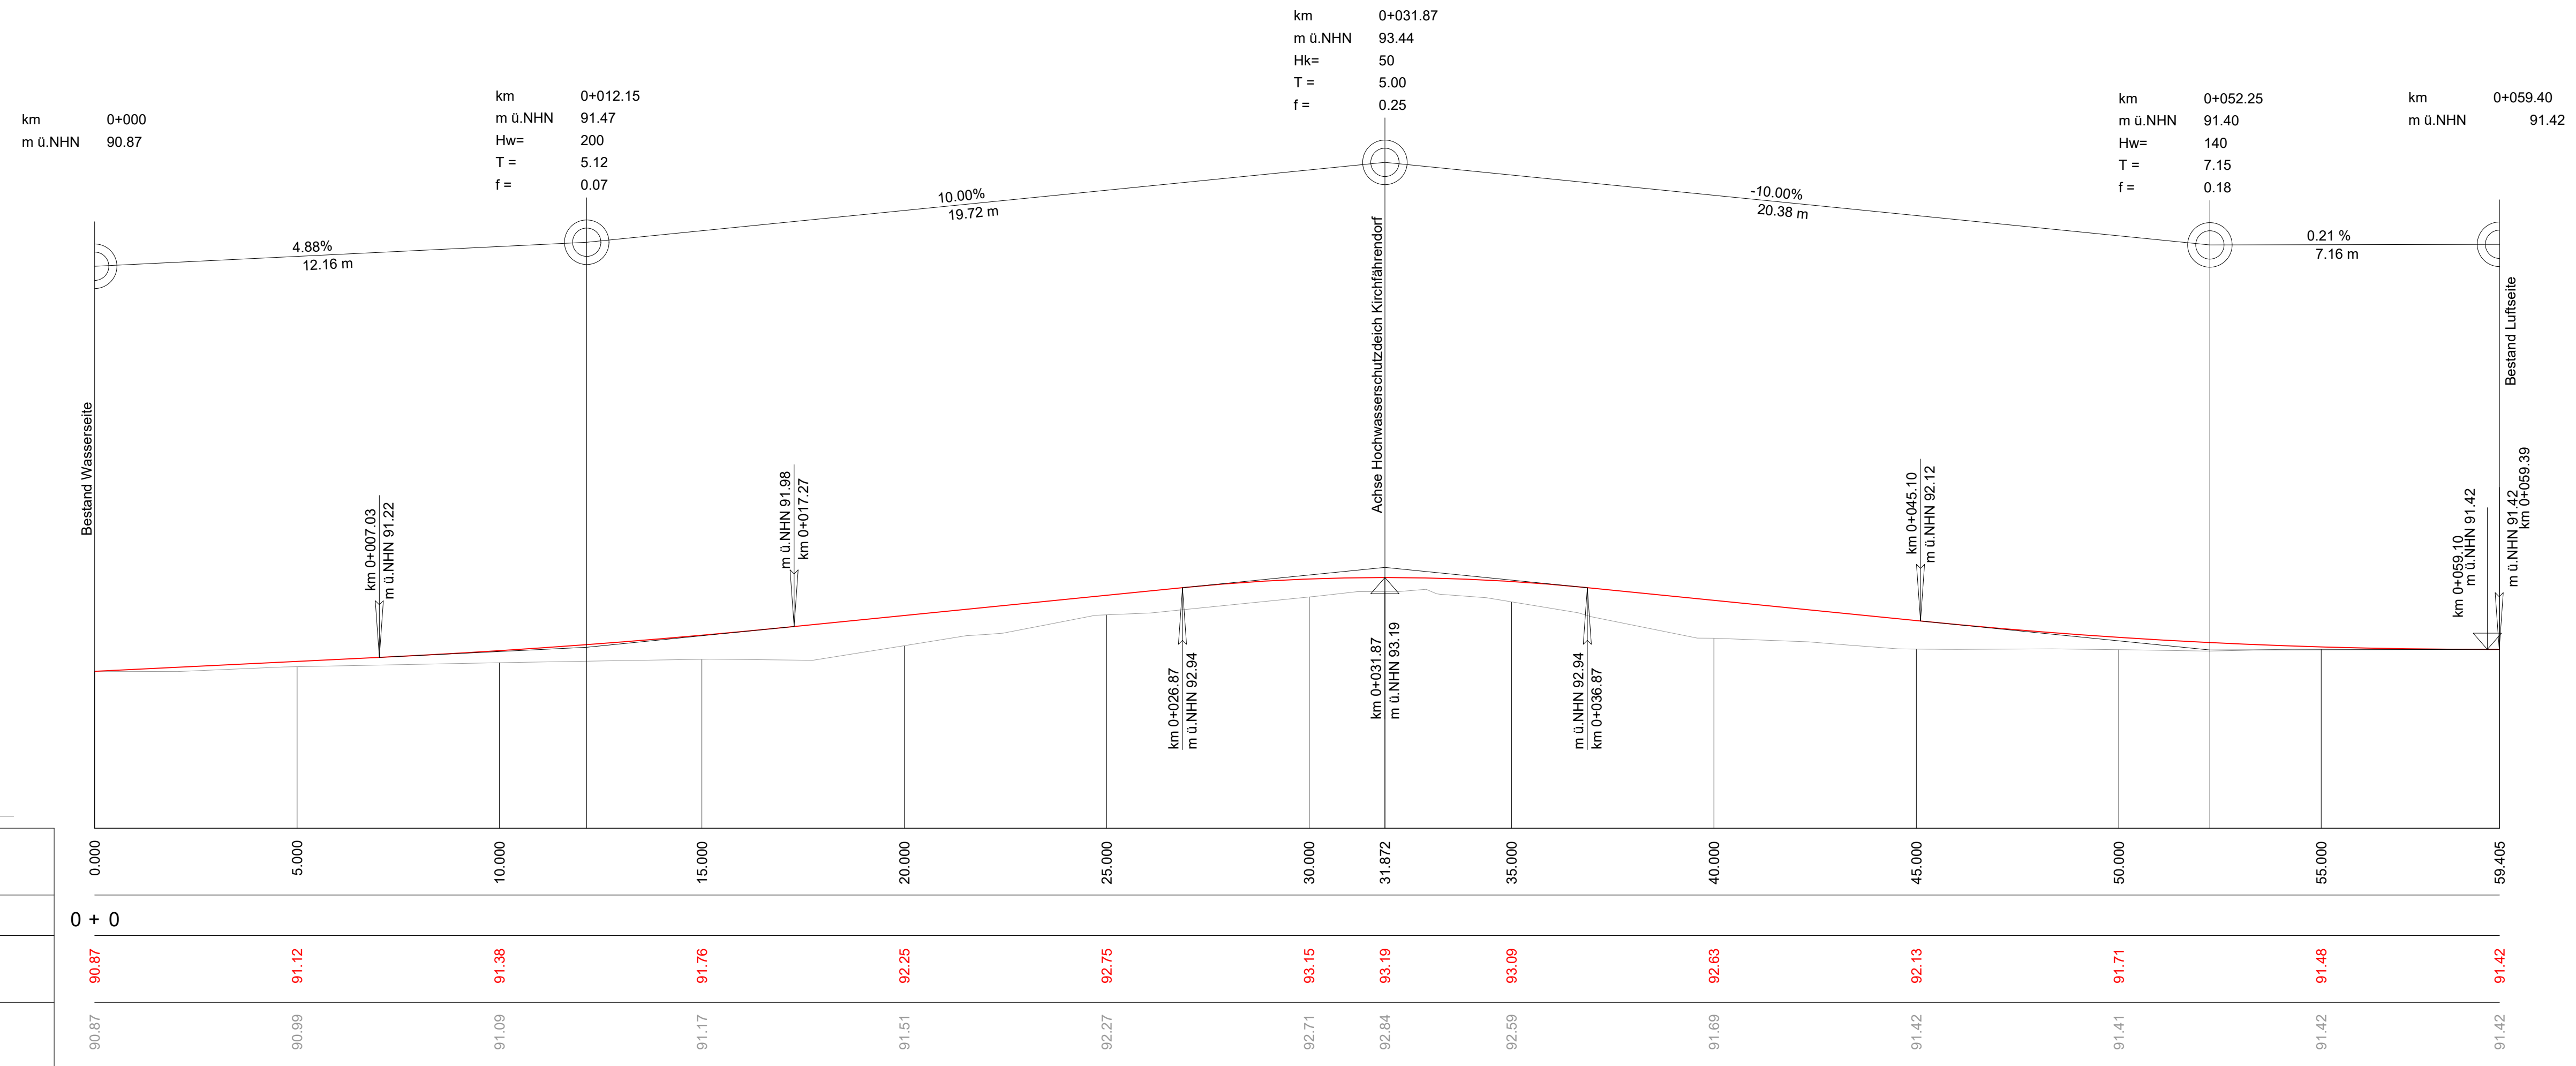 km 0+031.87
m ü.NHN 93.44
Hk= 50
T = 5.00
f = 0.25
km 0+012.15
m ü.NHN 91.47
Hw= 200
T = 5.12
f = 0.07
km 0+000
m ü.NHN 90.87
km 0+052.25
m ü.NHN 91.40
Hw= 140
T = 7.15
f = 0.18
km 0+059.40
m ü.NHN 91.42
4.88%
12.16 m
10.00%
19.72 m
-10.00%
20.38 m
0.21 %
7.16 m
Bestand Wasserseite
km 0+007.03
m ü.NHN 91.22
m ü.NHN 91.98
km 0+017.27
km 0+026.87
m ü.NHN 92.94
Achse Hochwasserschutzdeich Kirchfährendorf
km 0+031.87
m ü.NHN 93.19
m ü.NHN 92.94
km 0+036.87
km 0+045.10
m ü.NHN 92.12
km 0+059.10
m ü.NHN 91.42
Bestand Luftseite
m ü.NHN 91.42
km 0+059.39
0.000 5.000 10.000 15.000 20.000 25.000 30.000 31.872 35.000 40.000 45.000 50.000 55.000 59.405
0 + 0
90.87 91.12 91.38 91.76 92.25 92.75 93.15 93.19 93.09 92.63 92.13 91.71 91.48 91.42
90.87 90.99 91.09 91.17 91.51 92.27 92.71 92.84 92.59 91.69 91.42 91.41 91.42 91.42